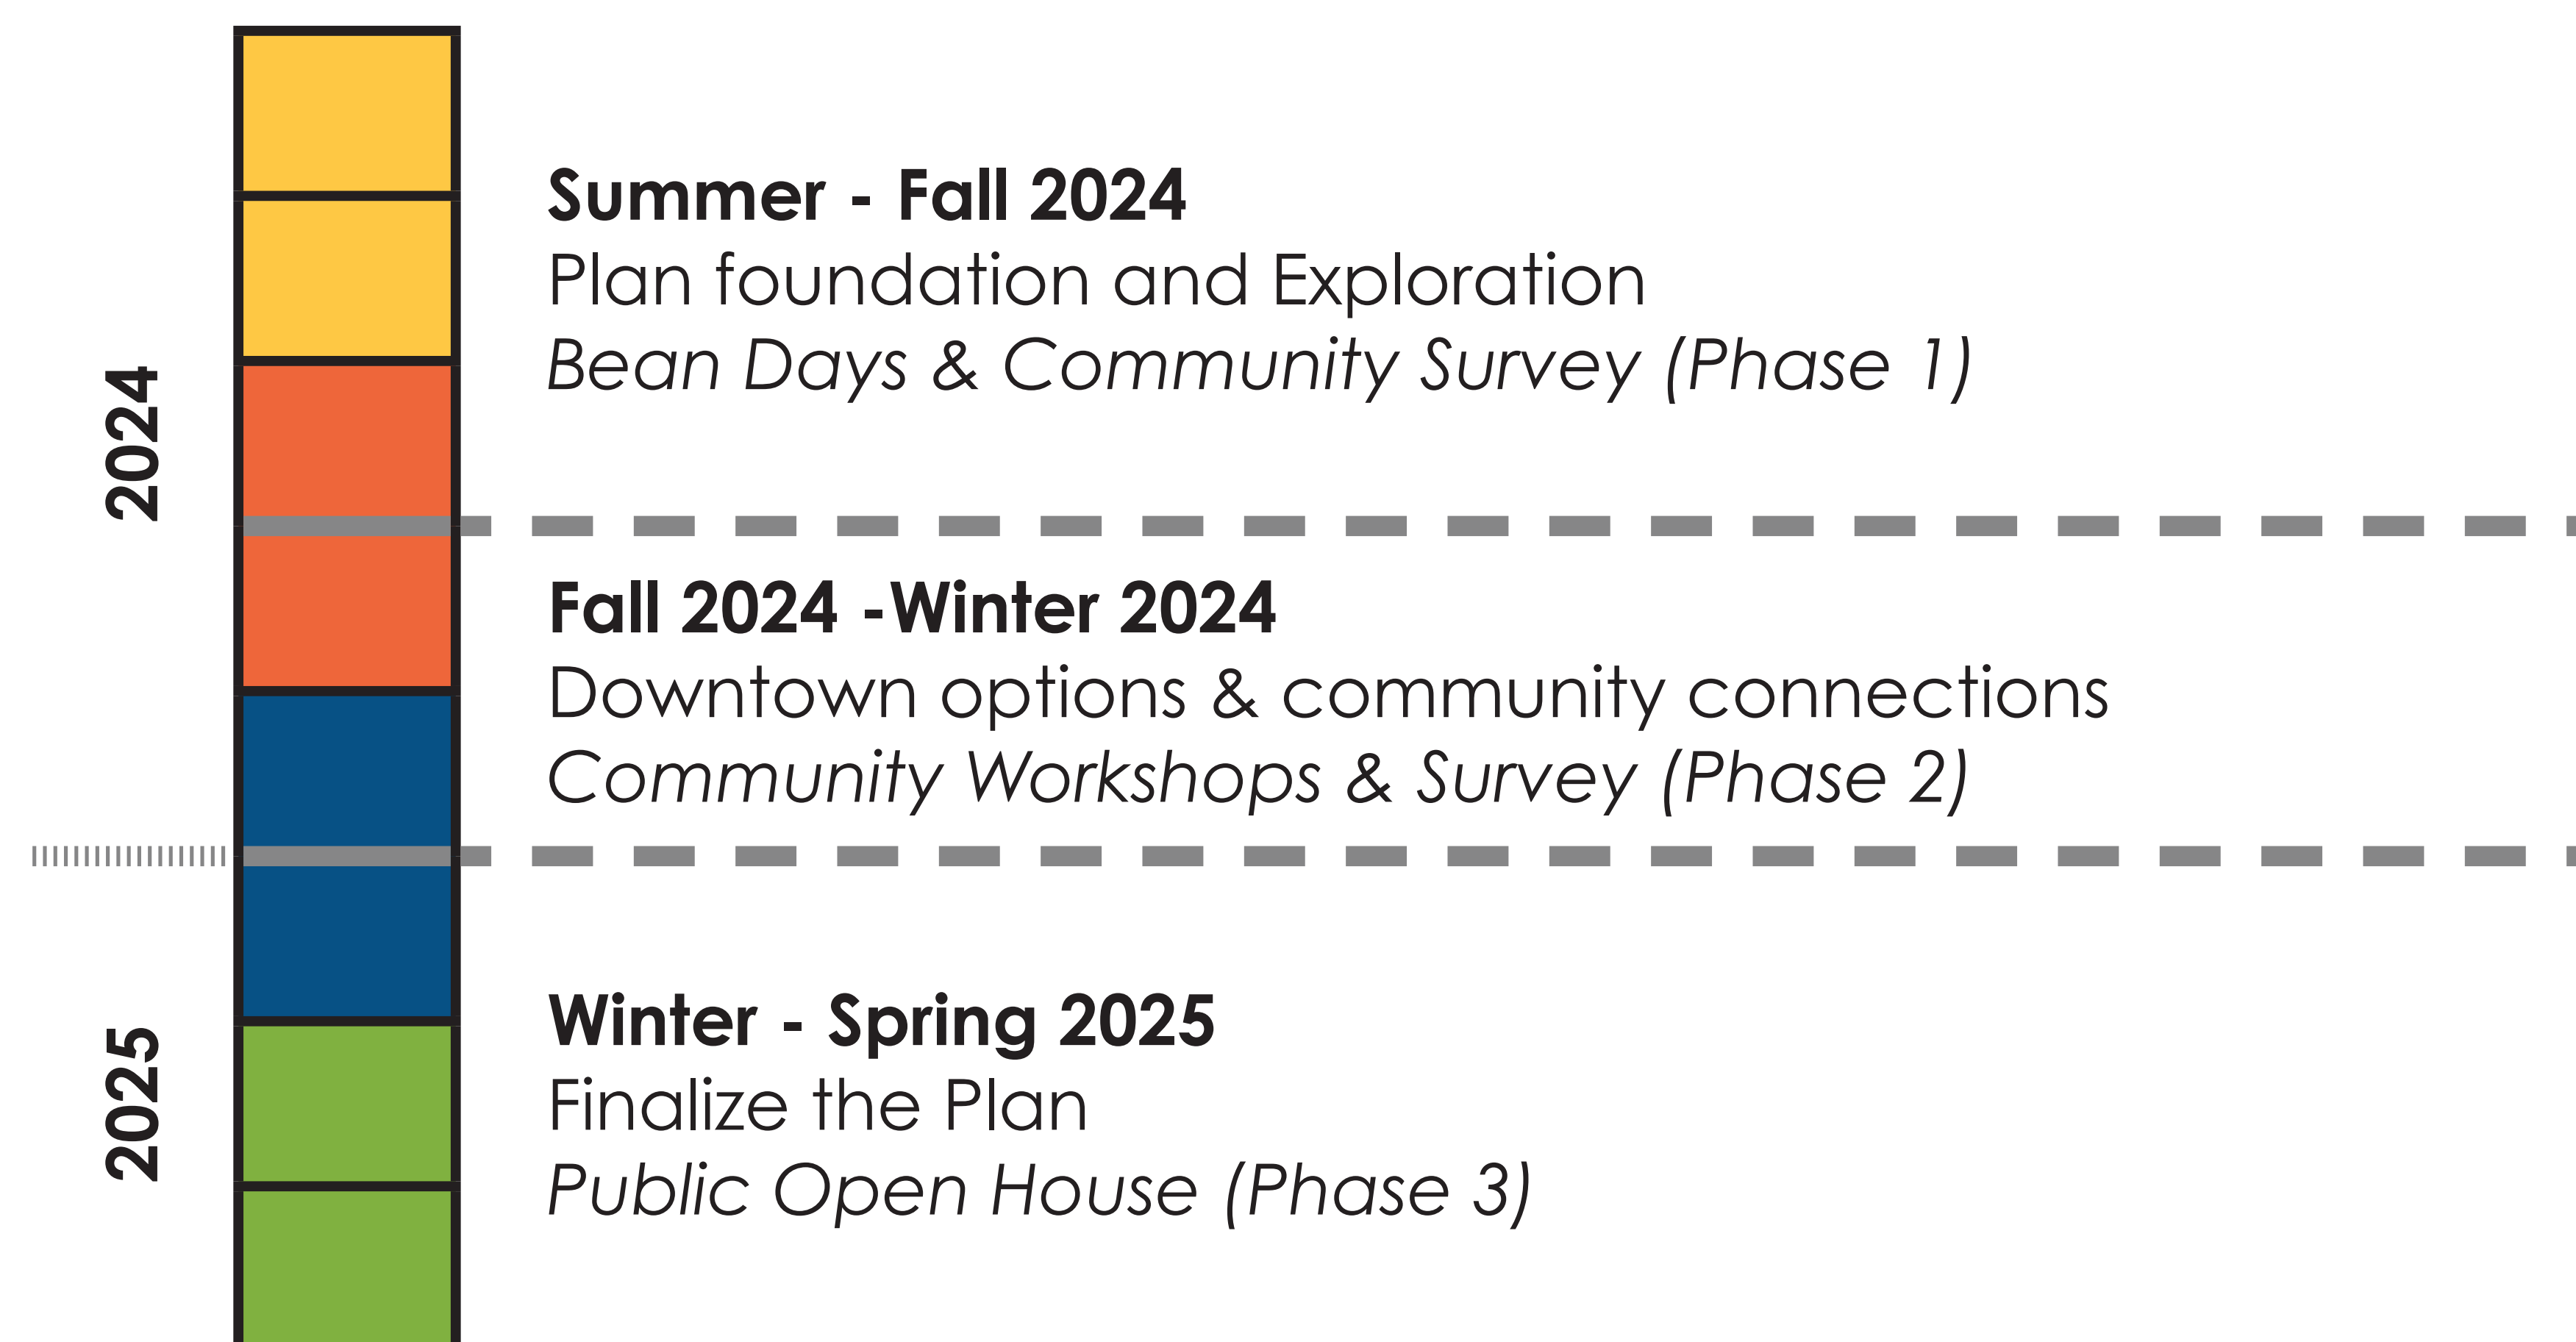 2024
Summer - Fall 2024
Plan foundation and Exploration
Bean Days & Community Survey (Phase 1)
Fall 2024 -Winter 2024
Downtown options & community connections
Community Workshops & Survey (Phase 2)
2025
Winter - Spring 2025
Finalize the Plan
Public Open House (Phase 3)